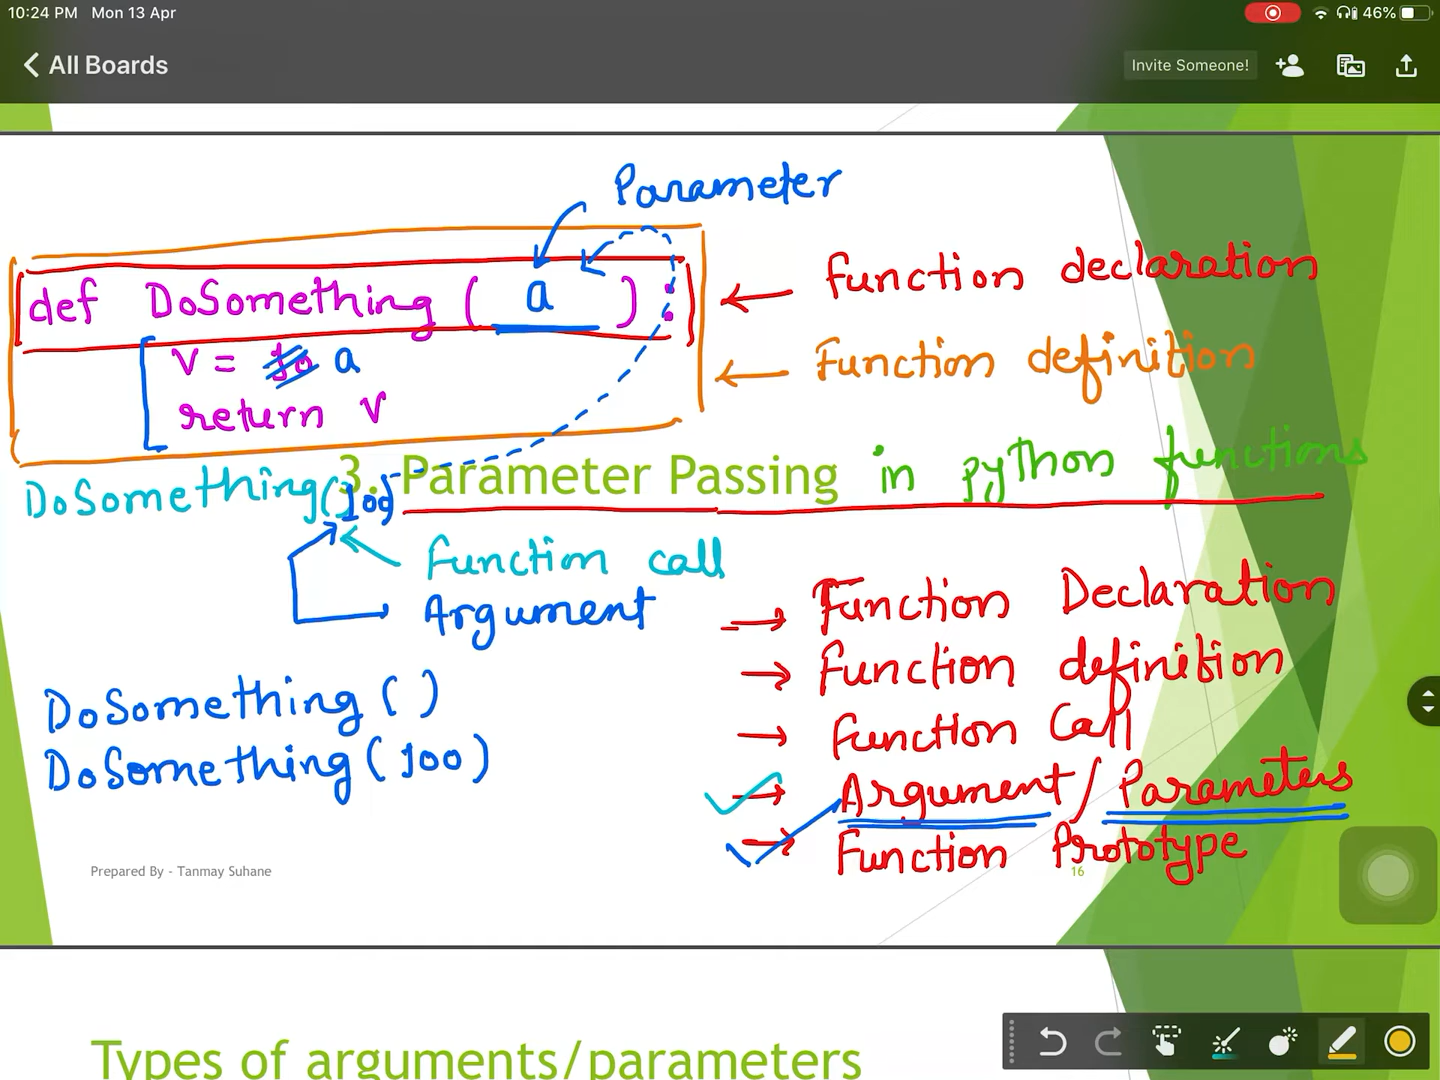 10:24 PM Mon 13 Apr
46%
All Boards
Invite Someone!
Parameter
def DoSomething ( a ) :
function declaration
v = a
Function definition
return v
3. Parameter Passing in python functions
DoSomething(100)
Function call
Argument
Function Declaration
Function definition
Function Call
DoSomething ( )
DoSomething ( 100 )
Argument / Parameters
Function Prototype
Prepared By - Tanmay Suhane
16
Types of arguments/parameters